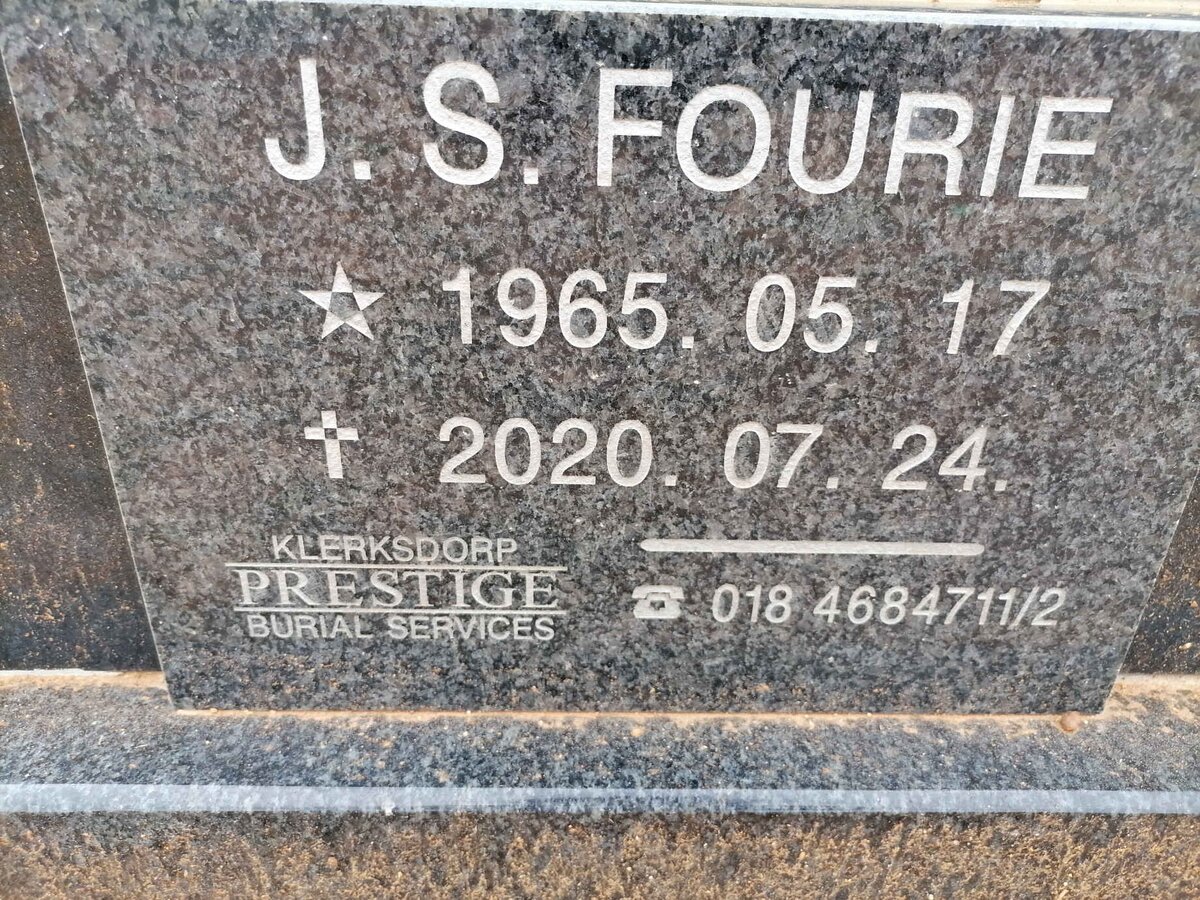 J. S. FOURIE
★ 1965. 05. 17
✝ 2020. 07. 24.
KLERKSDORP
PRESTIGE
BURIAL SERVICES
☎ 018 4684711/2